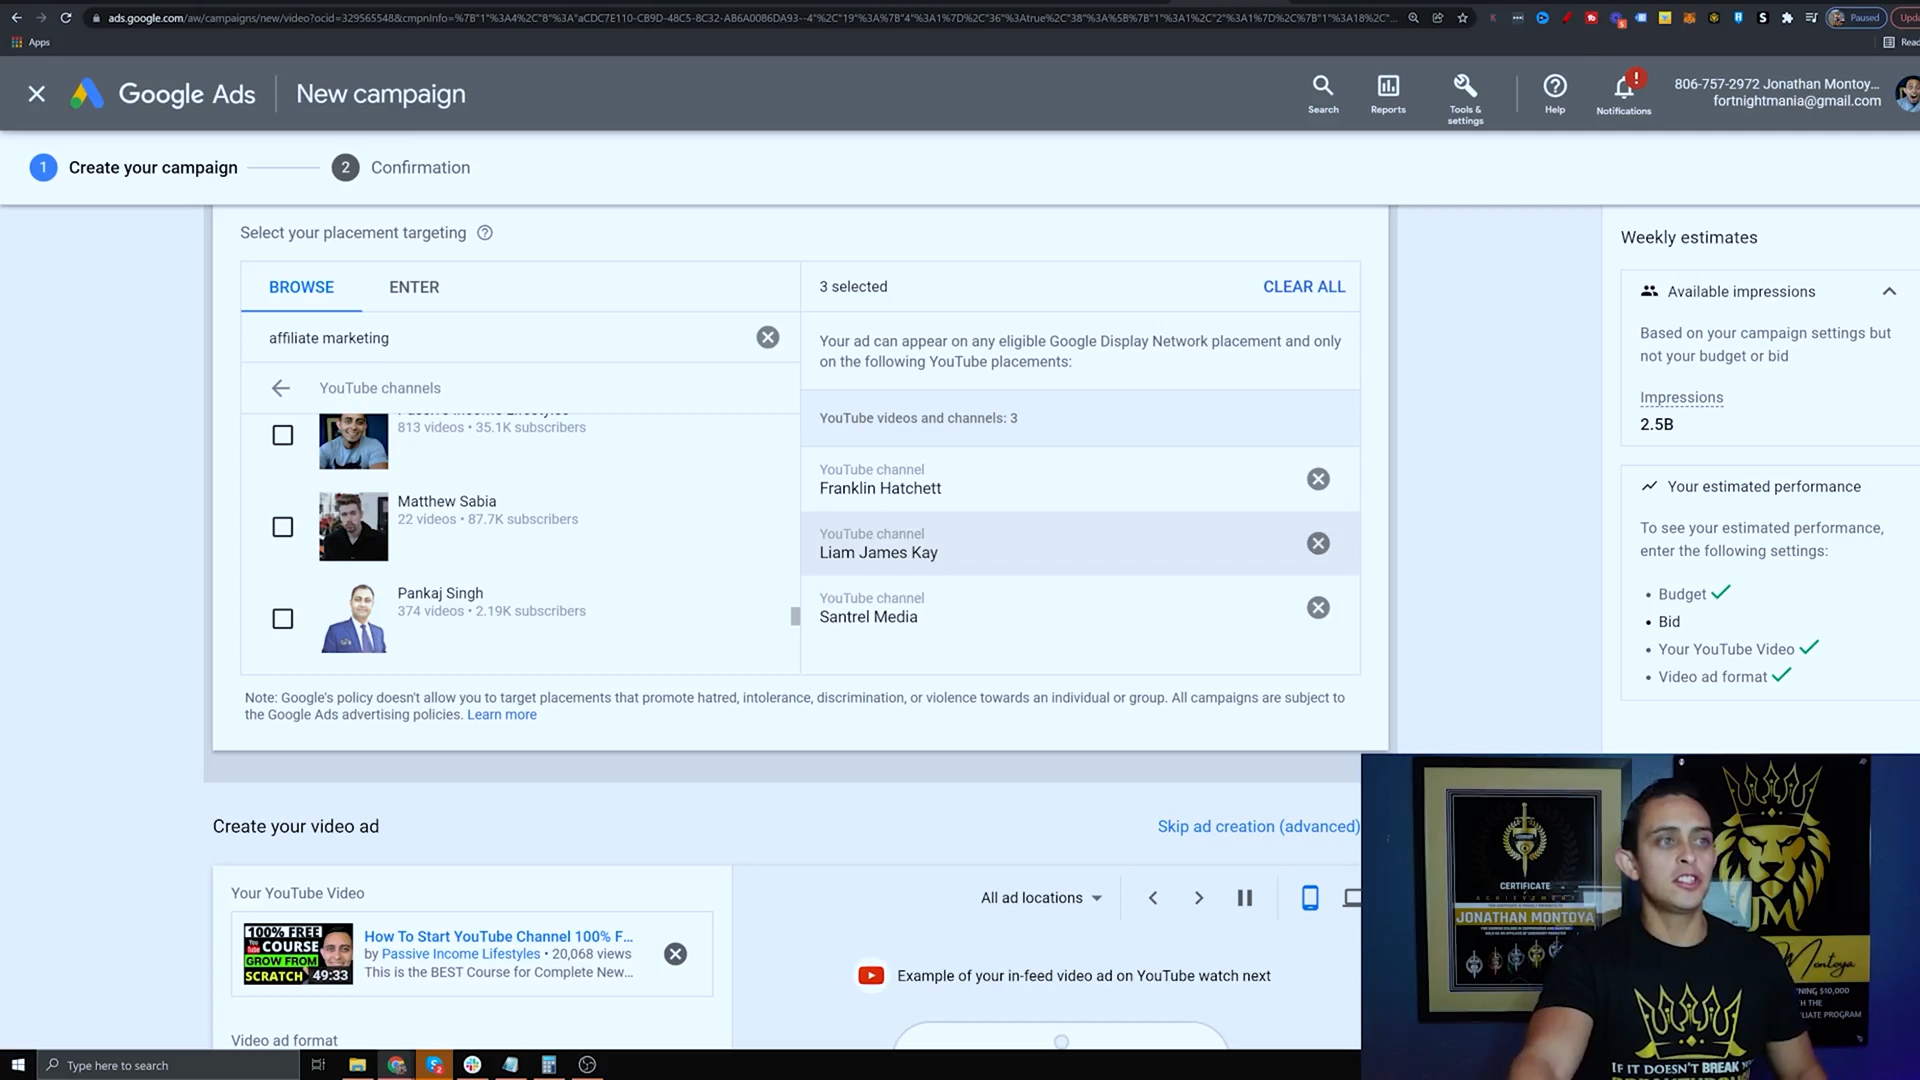 ads.google.com/aw/campaigns/new/video?ocid=329565548&cmpnInfo=%7B"1"%3A4%2C"8"%3A"aCDC7E110-CB9D-48C5-8C32-AB6A0086DA93--4"%2C"19"%3A%7B"4"%3A1%7D%2C"36"%3Atrue"38"%3A%5B%7B"1"%3A1%2C"2"%3A1%7D%2C%7B"1"%3A18%2C"...
Paused
Apps
Google Ads
New campaign
Search
Reports
Tools & settings
Help
Notifications
806-757-2972 Jonathan Montoy...
fortnightmania@gmail.com
1 Create your campaign
2 Confirmation
Select your placement targeting
BROWSE
ENTER
affiliate marketing
YouTube channels
Passive Income Lifestyles
813 videos • 35.1K subscribers
Matthew Sabia
22 videos • 87.7K subscribers
Pankaj Singh
374 videos • 2.19K subscribers
3 selected
CLEAR ALL
Your ad can appear on any eligible Google Display Network placement and only
on the following YouTube placements:
YouTube videos and channels: 3
YouTube channel
Franklin Hatchett
YouTube channel
Liam James Kay
YouTube channel
Santrel Media
Note: Google's policy doesn't allow you to target placements that promote hatred, intolerance, discrimination, or violence towards an individual or group. All campaigns are subject to
the Google Ads advertising policies. Learn more
Weekly estimates
Available impressions
Based on your campaign settings but
not your budget or bid
Impressions
2.5B
Your estimated performance
To see your estimated performance,
enter the following settings:
• Budget
• Bid
• Your YouTube Video
• Video ad format
Create your video ad
Skip ad creation (advanced)
Your YouTube Video
100% FREE
You Tube COURSE
GROW FROM
SCRATCH
49:33
How To Start YouTube Channel 100% F...
by Passive Income Lifestyles • 20,068 views
This is the BEST Course for Complete New...
Video ad format
All ad locations
Example of your in-feed video ad on YouTube watch next
CERTIFICATE
JONATHAN MONTOYA
JM
Montoya
IF IT DOESN'T BREAK
Type here to search